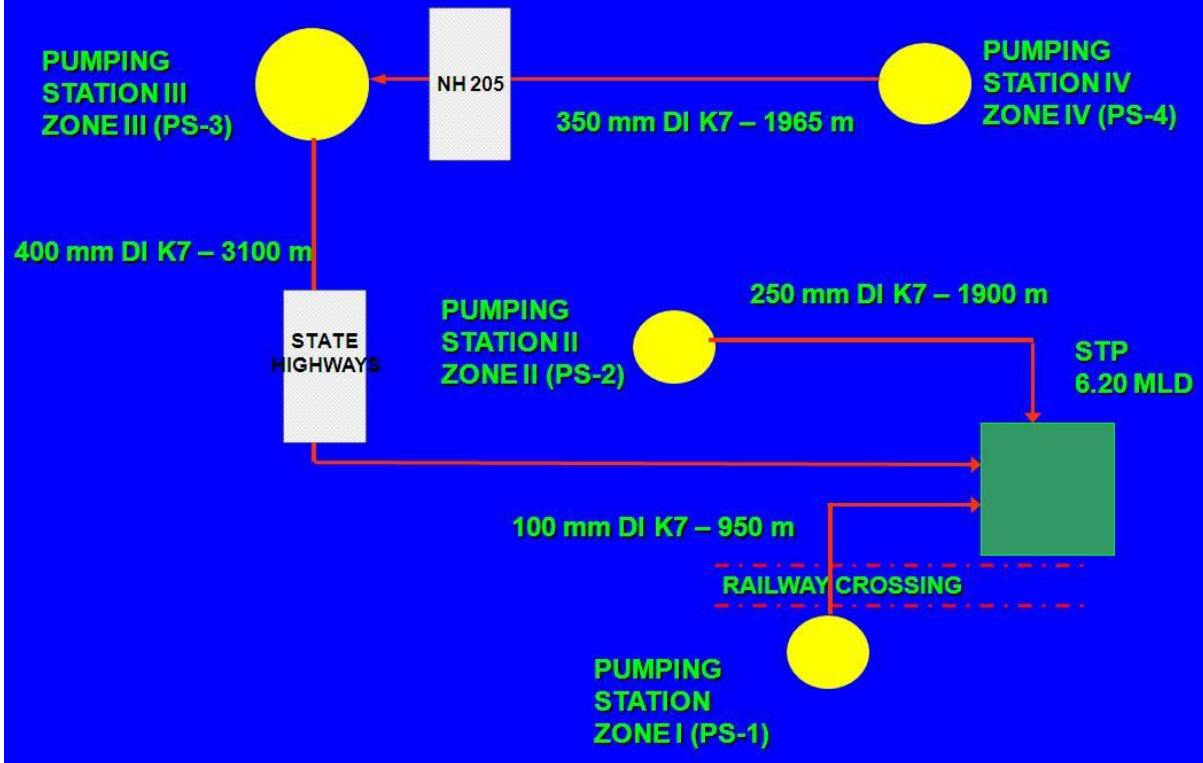 PUMPING
STATION III
ZONE III (PS-3)
NH 205
PUMPING
STATION IV
ZONE IV (PS-4)
350 mm DI K7 – 1965 m
400 mm DI K7 – 3100 m
250 mm DI K7 – 1900 m
PUMPING
STATION II
ZONE II (PS-2)
STATE
HIGHWAYS
STP
6.20 MLD
100 mm DI K7 – 950 m
RAILWAY CROSSING
PUMPING
STATION
ZONE I (PS-1)